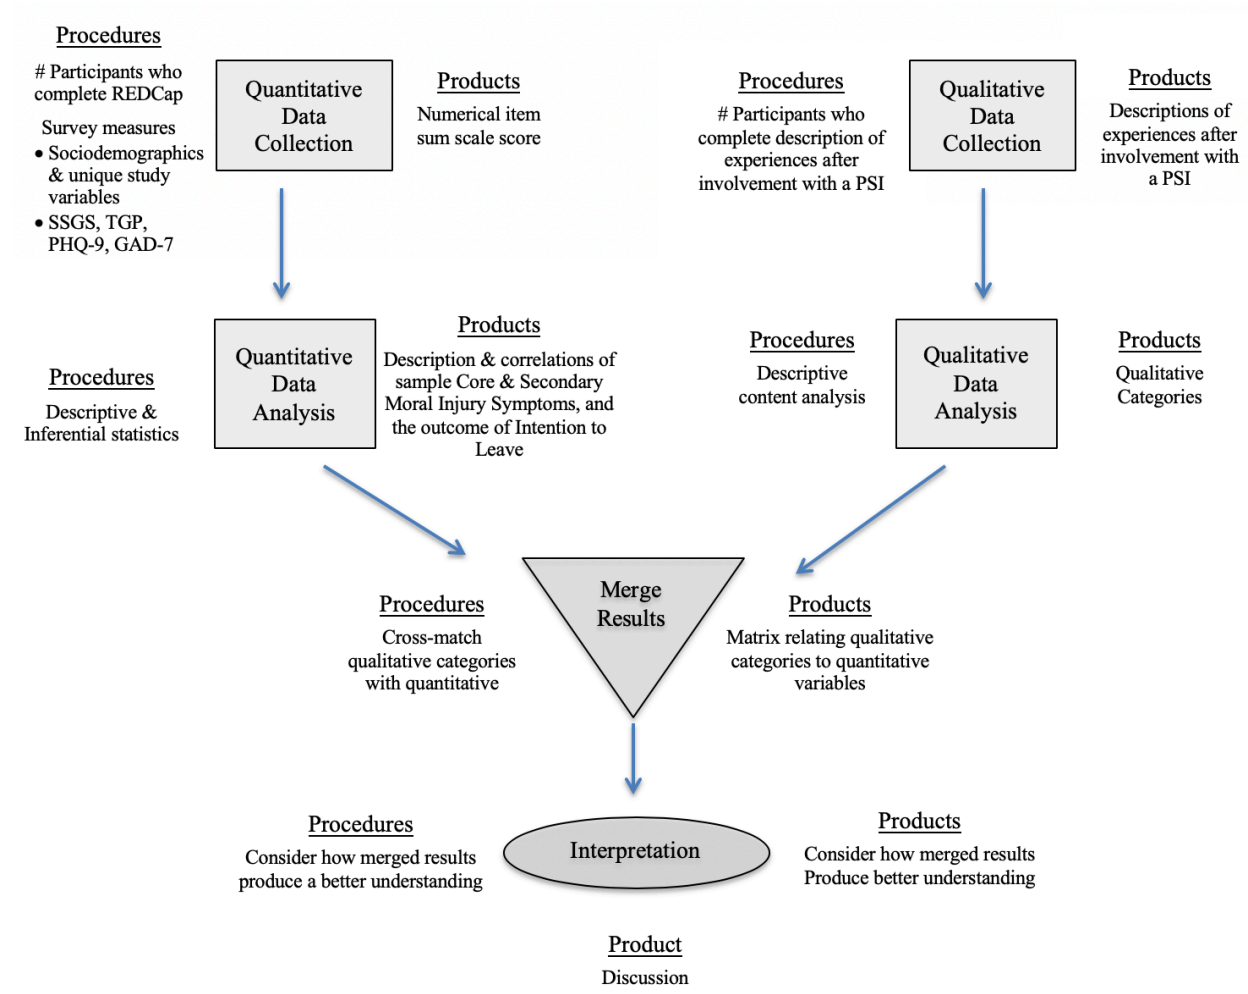 Procedures
# Participants who
complete REDCap
Survey measures
• Sociodemographics
& unique study
variables
• SSGS, TGP,
PHQ-9, GAD-7
Quantitative
Data
Collection
Products
Numerical item
sum scale score
Procedures
# Participants who
complete description of
experiences after
involvement with a PSI
Qualitative
Data
Collection
Products
Descriptions of
experiences after
involvement with
a PSI
Procedures
Descriptive &
Inferential statistics
Quantitative
Data
Analysis
Products
Description & correlations of
sample Core & Secondary
Moral Injury Symptoms, and
the outcome of Intention to
Leave
Procedures
Descriptive
content analysis
Qualitative
Data
Analysis
Products
Qualitative
Categories
Procedures
Cross-match
qualitative categories
with quantitative
Merge
Results
Products
Matrix relating qualitative
categories to quantitative
variables
Procedures
Consider how merged results
produce a better understanding
Interpretation
Products
Consider how merged results
Produce better understanding
Product
Discussion